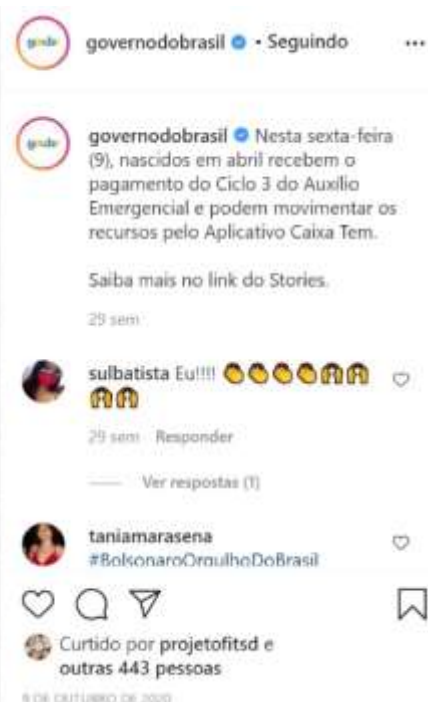 governodobrasil • Seguindo
governodobrasil Nesta sexta-feira
(9), nascidos em abril recebem o
pagamento do Ciclo 3 do Auxílio
Emergencial e podem movimentar os
recursos pelo Aplicativo Caixa Tem.
Saiba mais no link do Stories.
29 sem
sulbatista Eu!!!! 👏👏👏👏🙌🙌
🙌🙌
29 sem Responder
Ver respostas (1)
taniamarasena
#BolsonaroOrgulhoDoBrasil
Curtido por projetofitsd e
outras 443 pessoas
9 DE OUTUBRO DE 2020